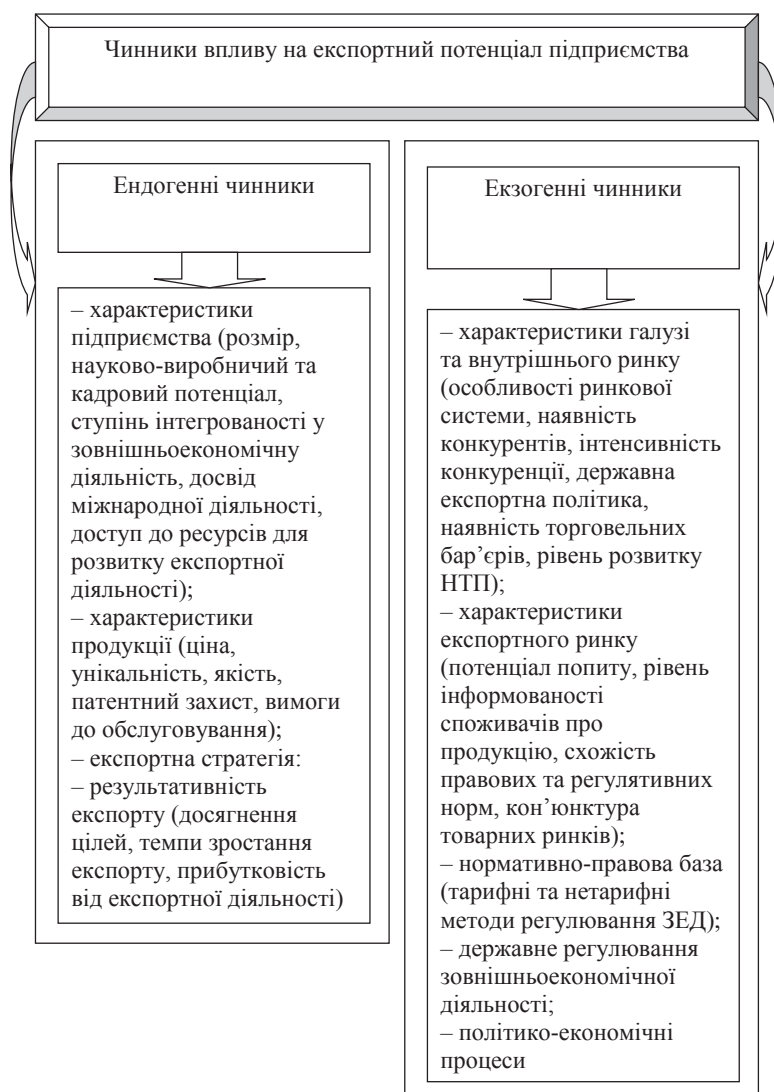 Чинники впливу на експортний потенціал підприємства
Ендогенні чинники
– характеристики
підприємства (розмір,
науково-виробничий та
кадровий потенціал,
ступінь інтегрованості у
зовнішньоекономічну
діяльність, досвід
міжнародної діяльності,
доступ до ресурсів для
розвитку експортної
діяльності);
– характеристики
продукції (ціна,
унікальність, якість,
патентний захист, вимоги
до обслуговування);
– експортна стратегія:
– результативність
експорту (досягнення
цілей, темпи зростання
експорту, прибутковість
від експортної діяльності)
Екзогенні чинники
– характеристики галузі
та внутрішнього ринку
(особливості ринкової
системи, наявність
конкурентів, інтенсивність
конкуренції, державна
експортна політика,
наявність торговельних
бар’єрів, рівень розвитку
НТП);
– характеристики
експортного ринку
(потенціал попиту, рівень
інформованості
споживачів про
продукцію, схожість
правових та регулятивних
норм, кон’юнктура
товарних ринків);
– нормативно-правова база
(тарифні та нетарифні
методи регулювання ЗЕД);
– державне регулювання
зовнішньоекономічної
діяльності;
– політико-економічні
процеси